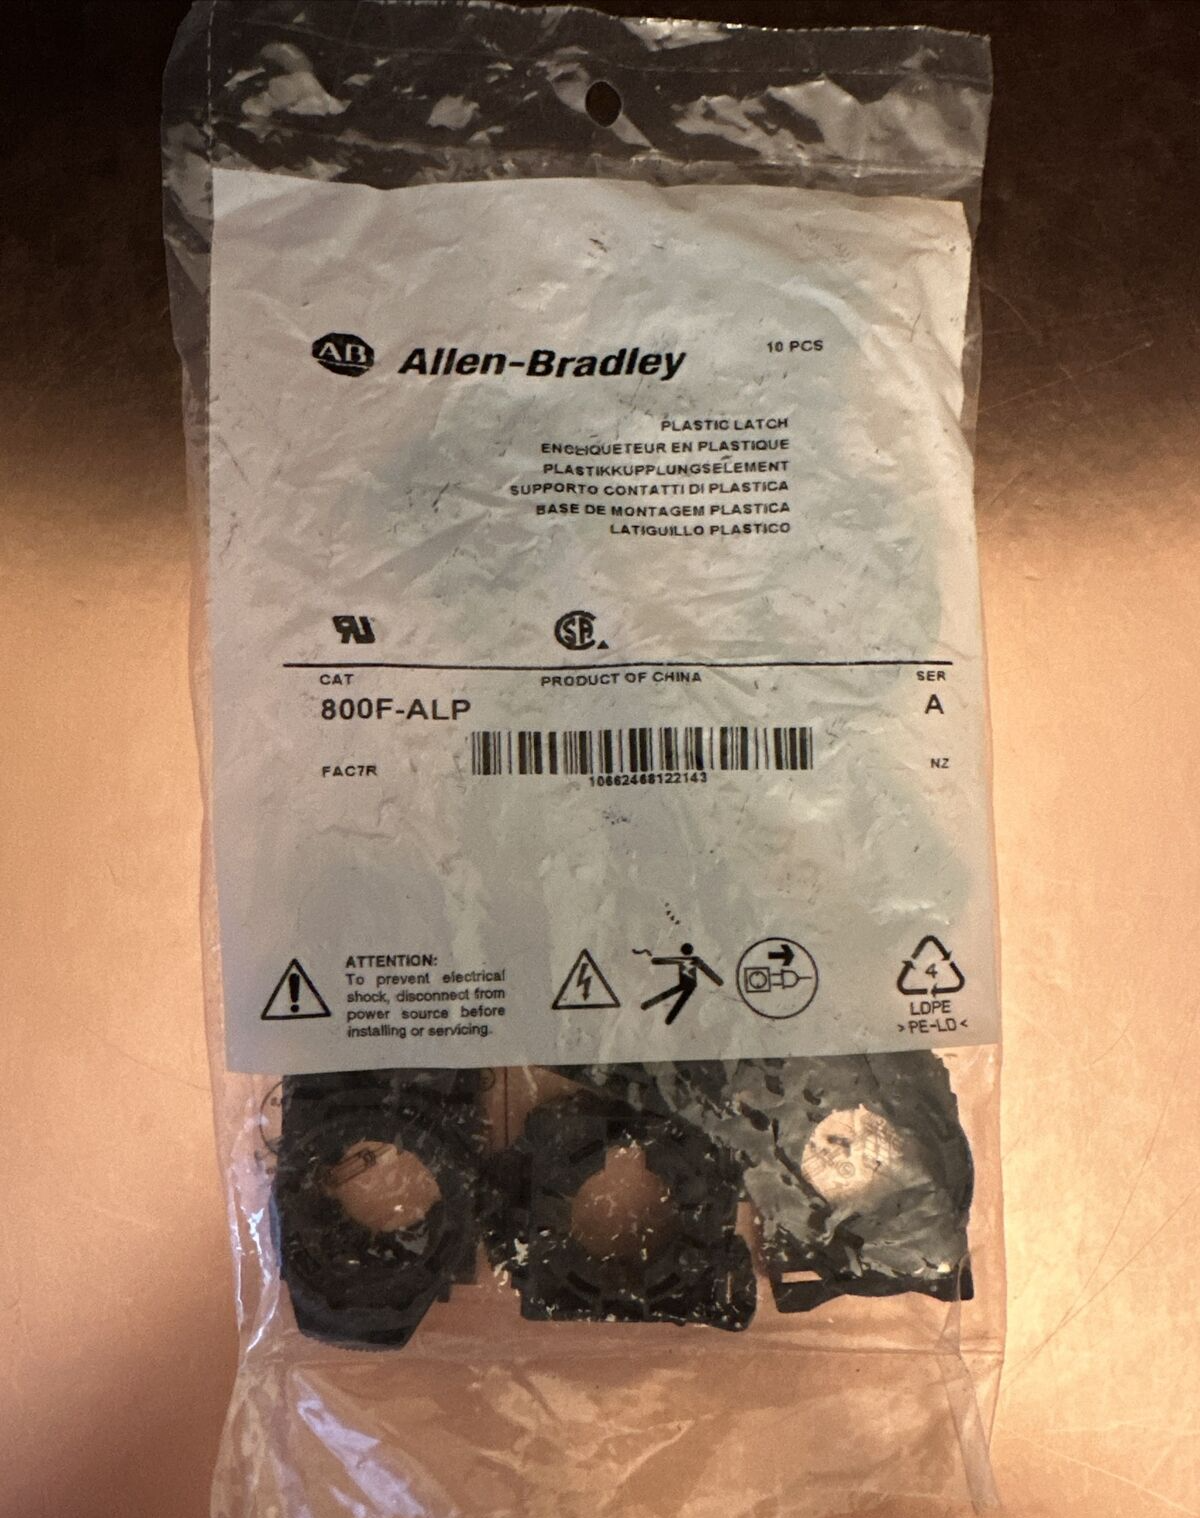 AB Allen-Bradley
10 PCS
PLASTIC LATCH
ENCLIQUETEUR EN PLASTIQUE
PLASTIKKUPPLUNGSELEMENT
SUPPORTO CONTATTI DI PLASTICA
BASE DE MONTAGEM PLASTICA
LATIGUILLO PLASTICO
CAT
PRODUCT OF CHINA
SER
800F-ALP
A
FAC7R
10662468122143
NZ
ATTENTION:
To prevent electrical
shock, disconnect from
power source before
installing or servicing.
4
LDPE
>PE-LD<